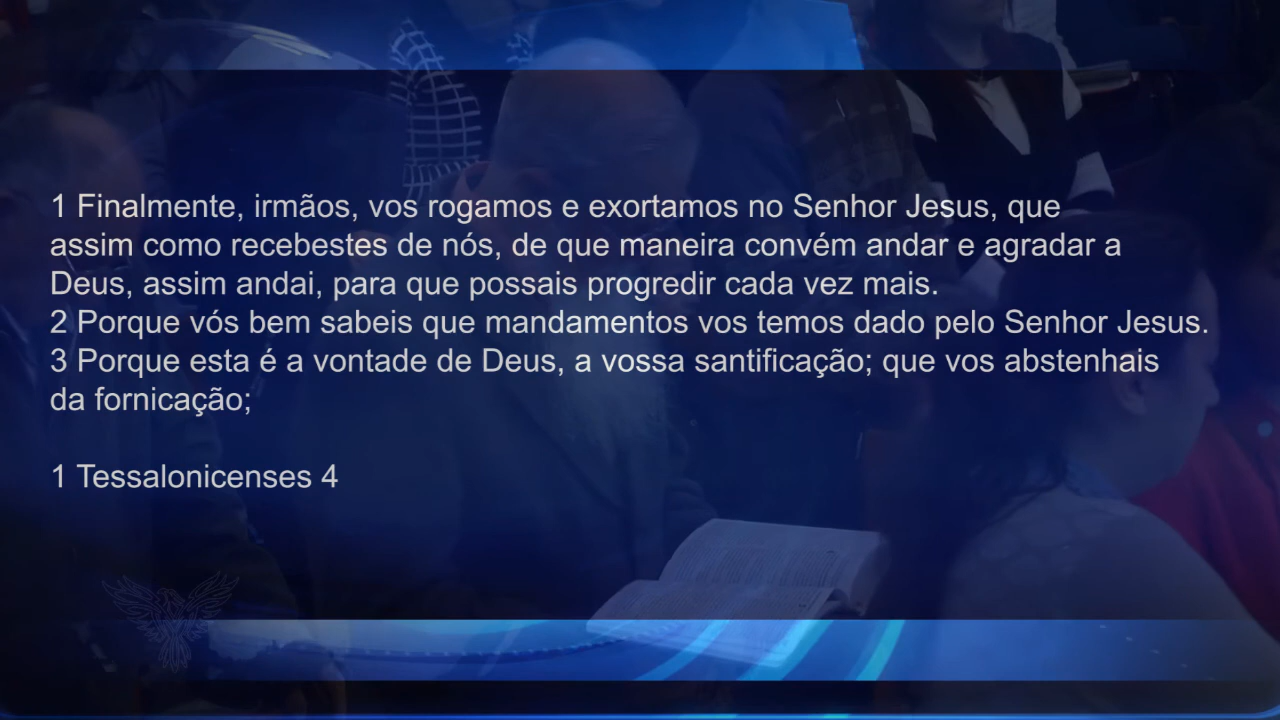 1 Finalmente, irmãos, vos rogamos e exortamos no Senhor Jesus, que
assim como recebestes de nós, de que maneira convém andar e agradar a
Deus, assim andai, para que possais progredir cada vez mais.
2 Porque vós bem sabeis que mandamentos vos temos dado pelo Senhor Jesus.
3 Porque esta é a vontade de Deus, a vossa santificação; que vos abstenhais
da fornicação;
1 Tessalonicenses 4